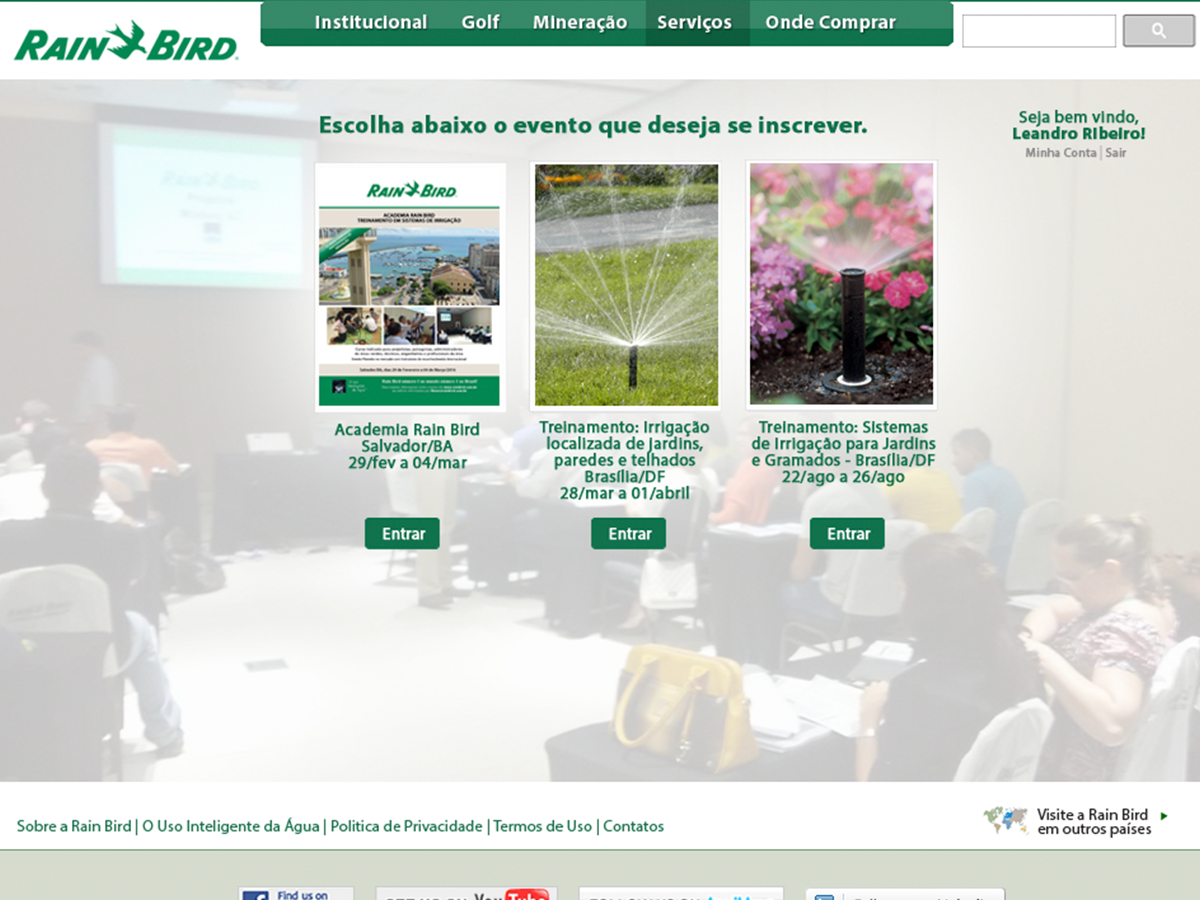 RAIN BIRD
Institucional Golf Mineração Serviços Onde Comprar
Escolha abaixo o evento que deseja se inscrever.
Seja bem vindo,
Leandro RIbeiro!
Minha Conta | Sair
RAIN BIRD
ACADEMIA RAIN BIRD
TREINAMENTO EM SISTEMAS DE IRRIGAÇÃO
Academia Rain Bird
Salvador/BA
29/fev a 04/mar
Entrar
Treinamento: Irrigação
localizada de jardins,
paredes e telhados
Brasília/DF
28/mar a 01/abril
Entrar
Treinamento: Sistemas
de Irrigação para Jardins
e Gramados - Brasília/DF
22/ago a 26/ago
Entrar
Sobre a Rain Bird | O Uso Inteligente da Água | Politica de Privacidade | Termos de Uso | Contatos
Visite a Rain Bird
em outros países
Find us on